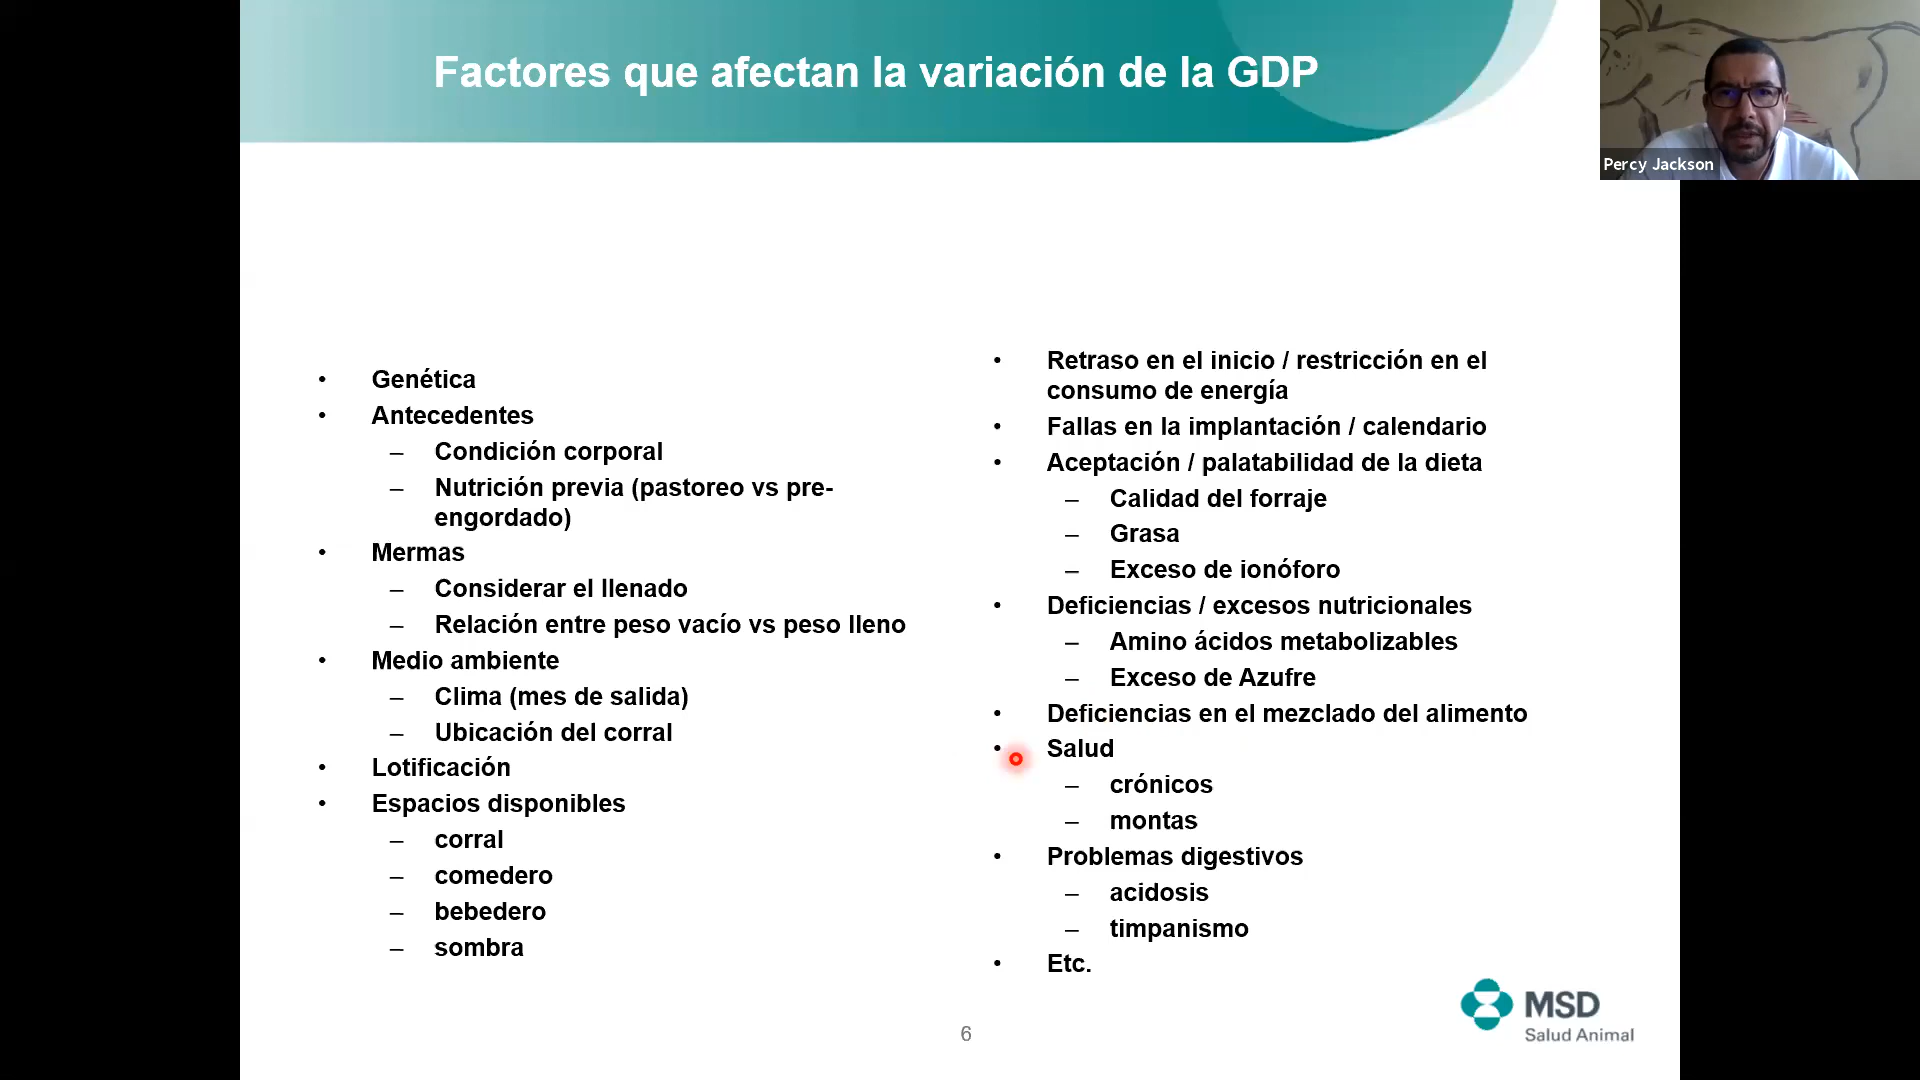 Factores que afectan la variación de la GDP
Percy Jackson
• Genética
• Antecedentes
– Condición corporal
– Nutrición previa (pastoreo vs pre-
engordado)
• Mermas
– Considerar el llenado
– Relación entre peso vacío vs peso lleno
• Medio ambiente
– Clima (mes de salida)
– Ubicación del corral
• Lotificación
• Espacios disponibles
– corral
– comedero
– bebedero
– sombra
• Retraso en el inicio / restricción en el
consumo de energía
• Fallas en la implantación / calendario
• Aceptación / palatabilidad de la dieta
– Calidad del forraje
– Grasa
– Exceso de ionóforo
• Deficiencias / excesos nutricionales
– Amino ácidos metabolizables
– Exceso de Azufre
• Deficiencias en el mezclado del alimento
• Salud
– crónicos
– montas
• Problemas digestivos
– acidosis
– timpanismo
• Etc.
MSD
Salud Animal
6